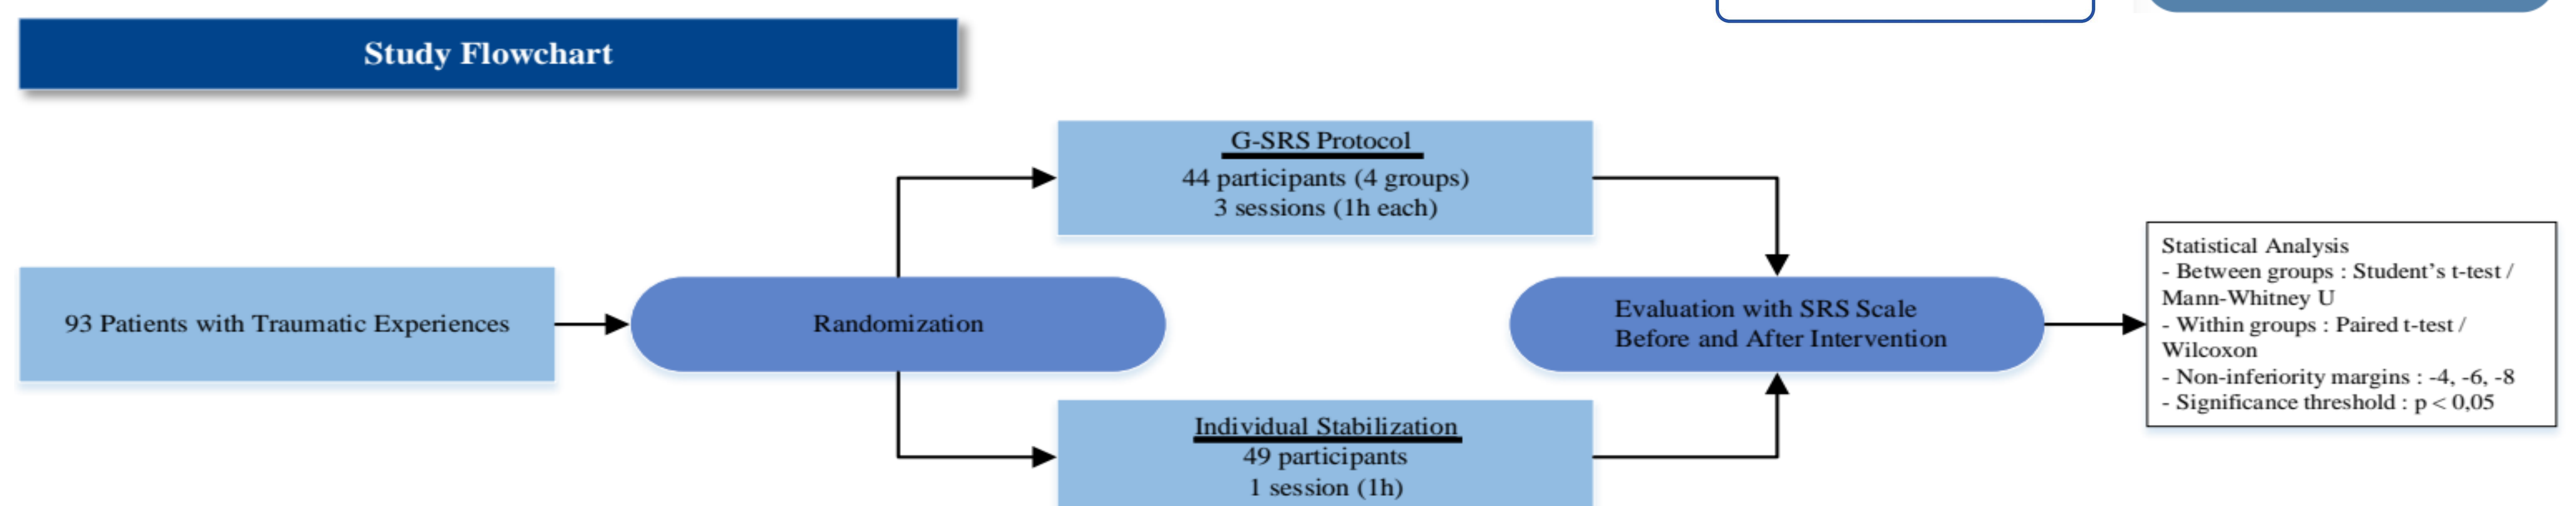 Study Flowchart
93 Patients with Traumatic Experiences
Randomization
G-SRS Protocol
44 participants (4 groups)
3 sessions (1h each)
Individual Stabilization
49 participants
1 session (1h)
Evaluation with SRS Scale
Before and After Intervention
Statistical Analysis
- Between groups : Student’s t-test /
Mann-Whitney U
- Within groups : Paired t-test /
Wilcoxon
- Non-inferiority margins : -4, -6, -8
- Significance threshold : p < 0,05